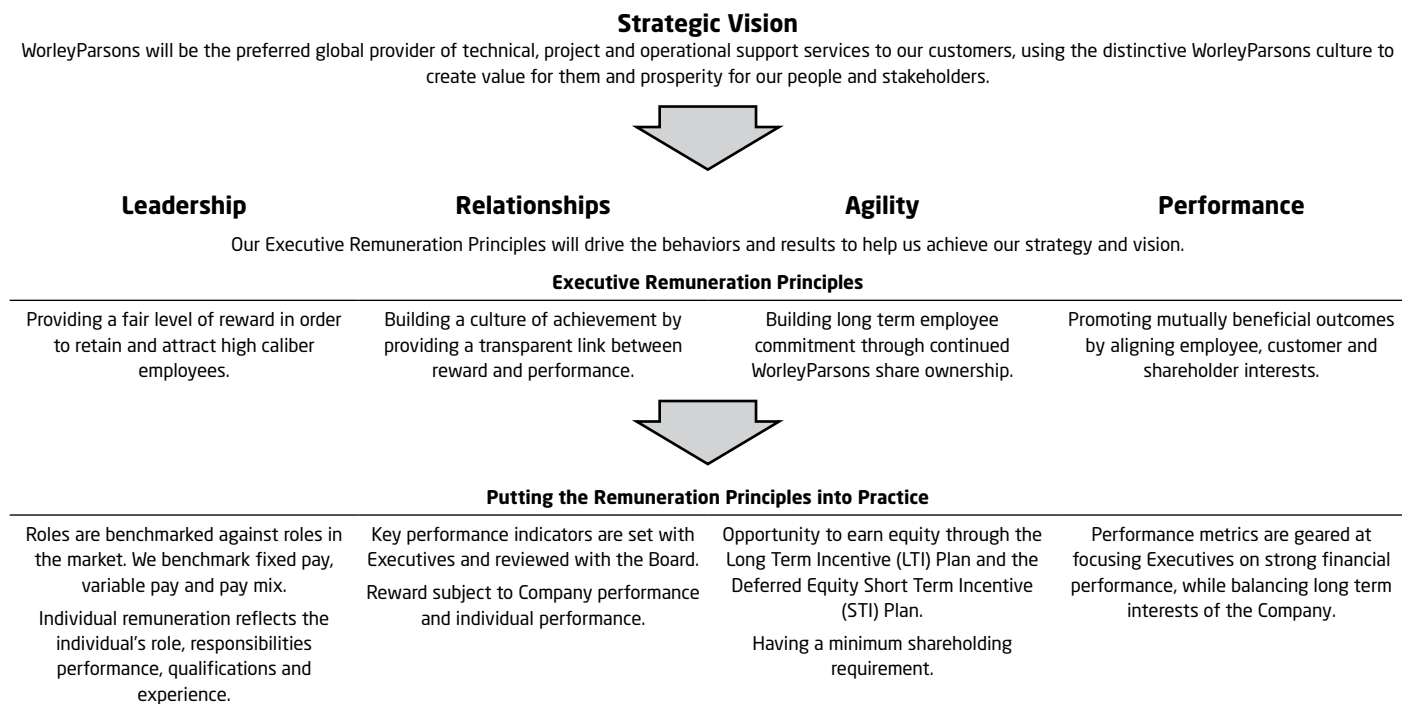 Strategic Vision
WorleyParsons will be the preferred global provider of technical, project and operational support services to our customers, using the distinctive WorleyParsons culture to
create value for them and prosperity for our people and stakeholders.
Leadership
Relationships
Agility
Performance
Our Executive Remuneration Principles will drive the behaviors and results to help us achieve our strategy and vision.
Executive Remuneration Principles
Providing a fair level of reward in order
to retain and attract high caliber
employees.
Building a culture of achievement by
providing a transparent link between
reward and performance.
Building long term employee
commitment through continued
WorleyParsons share ownership.
Promoting mutually beneficial outcomes
by aligning employee, customer and
shareholder interests.
Putting the Remuneration Principles into Practice
Roles are benchmarked against roles in
the market. We benchmark fixed pay,
variable pay and pay mix.
Individual remuneration reflects the
individual's role, responsibilities
performance, qualifications and
experience.
Key performance indicators are set with
Executives and reviewed with the Board.
Reward subject to Company performance
and individual performance.
Opportunity to earn equity through the
Long Term Incentive (LTI) Plan and the
Deferred Equity Short Term Incentive
(STI) Plan.
Having a minimum shareholding
requirement.
Performance metrics are geared at
focusing Executives on strong financial
performance, while balancing long term
interests of the Company.